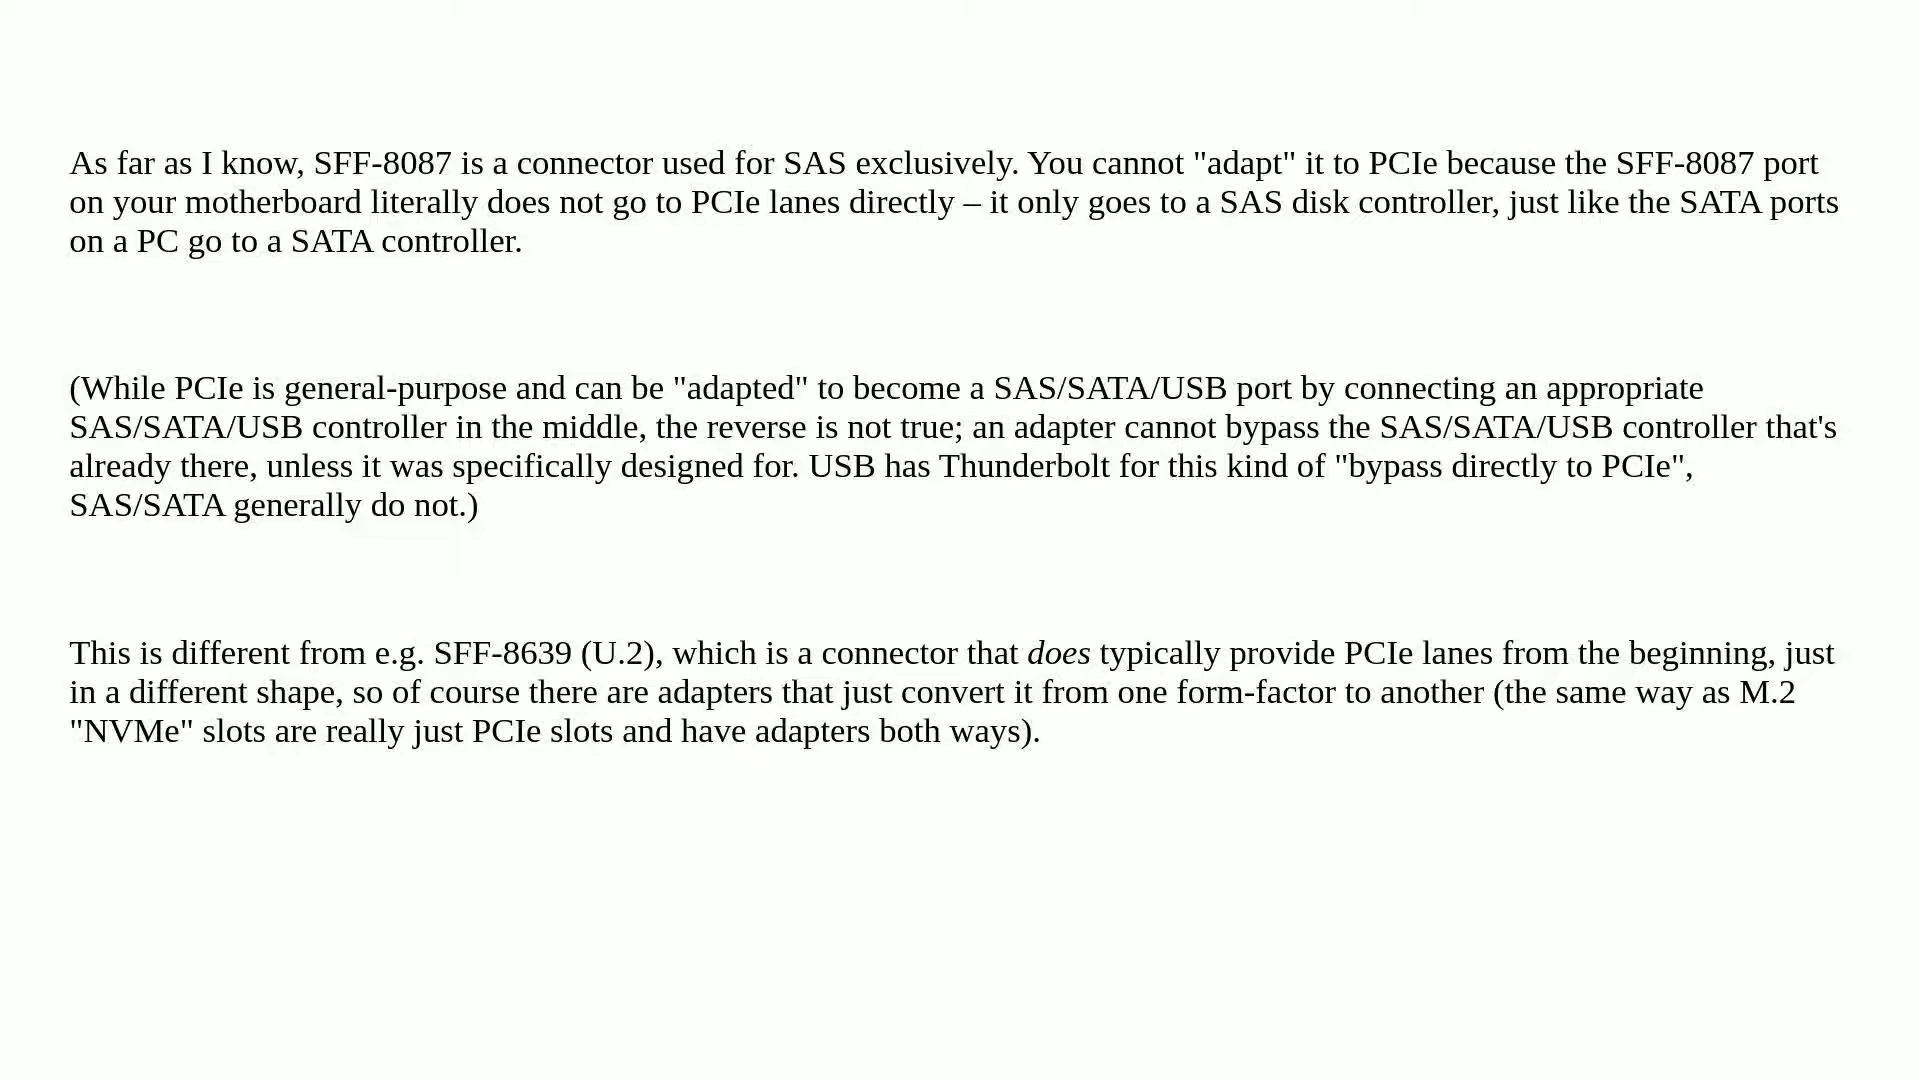 As far as I know, SFF-8087 is a connector used for SAS exclusively. You cannot "adapt" it to PCIe because the SFF-8087 port
on your motherboard literally does not go to PCIe lanes directly – it only goes to a SAS disk controller, just like the SATA ports
on a PC go to a SATA controller.
(While PCIe is general-purpose and can be "adapted" to become a SAS/SATA/USB port by connecting an appropriate
SAS/SATA/USB controller in the middle, the reverse is not true; an adapter cannot bypass the SAS/SATA/USB controller that's
already there, unless it was specifically designed for. USB has Thunderbolt for this kind of "bypass directly to PCIe",
SAS/SATA generally do not.)
This is different from e.g. SFF-8639 (U.2), which is a connector that does typically provide PCIe lanes from the beginning, just
in a different shape, so of course there are adapters that just convert it from one form-factor to another (the same way as M.2
"NVMe" slots are really just PCIe slots and have adapters both ways).